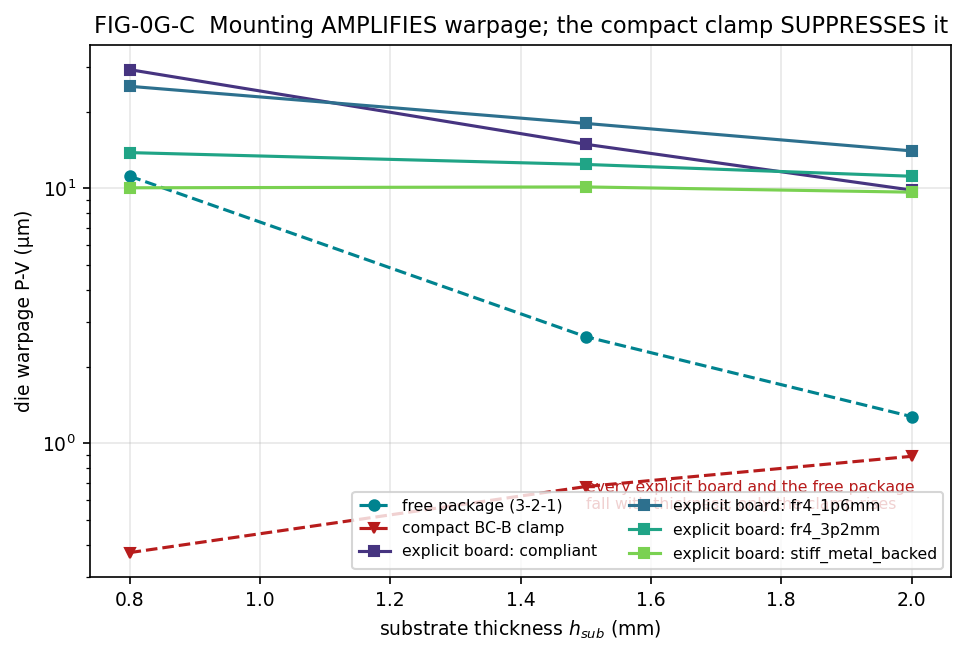 FIG-0G-C  Mounting AMPLIFIES warpage; the compact clamp SUPPRESSES it
die warpage P-V (µm)
10¹
10⁰
every explicit board and the free package
free package (3-2-1)
compact BC-B clamp
explicit board: compliant
explicit board: fr4_1p6mm
explicit board: fr4_3p2mm
explicit board: stiff_metal_backed
0.8 1.0 1.2 1.4 1.6 1.8 2.0
substrate thickness h_sub (mm)